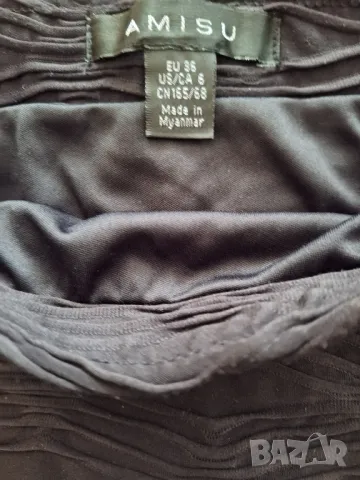 AMISU
EU 36
US/CA 6
CN165/68
Made in
Myanmar
BAZAR